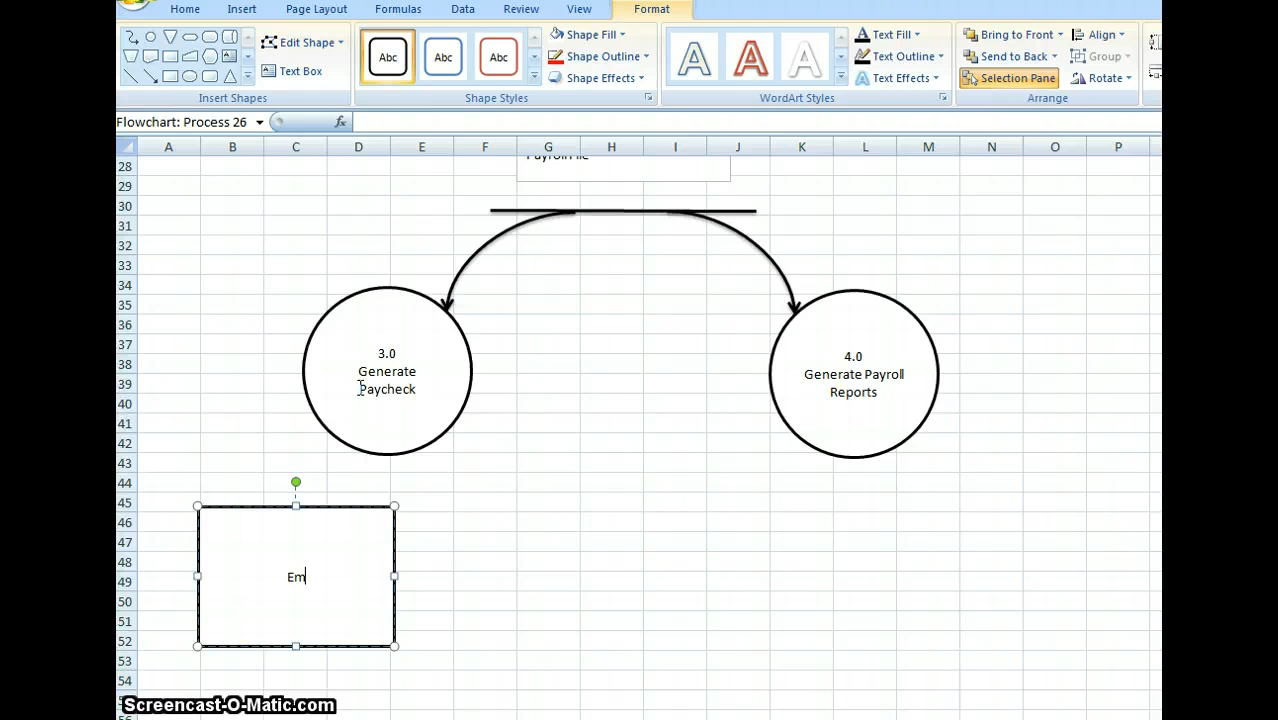 Home Insert Page Layout Formulas Data Review View Format
Edit Shape
Text Box
Insert Shapes
Abc Abc Abc
Shape Fill
Shape Outline
Shape Effects
Shape Styles
A A A
Text Fill
Text Outline
Text Effects
WordArt Styles
Bring to Front
Send to Back
Selection Pane
Align
Group
Rotate
Arrange
Flowchart: Process 26 fx
A B C D E F G H I J K L M N O P
28
29
30
31
32
33
34
35
36
37
38
39
40
41
42
43
44
45
46
47
48
49
50
51
52
53
54
3.0
Generate
Paycheck
4.0
Generate Payroll
Reports
Em
Screencast-O-Matic.com